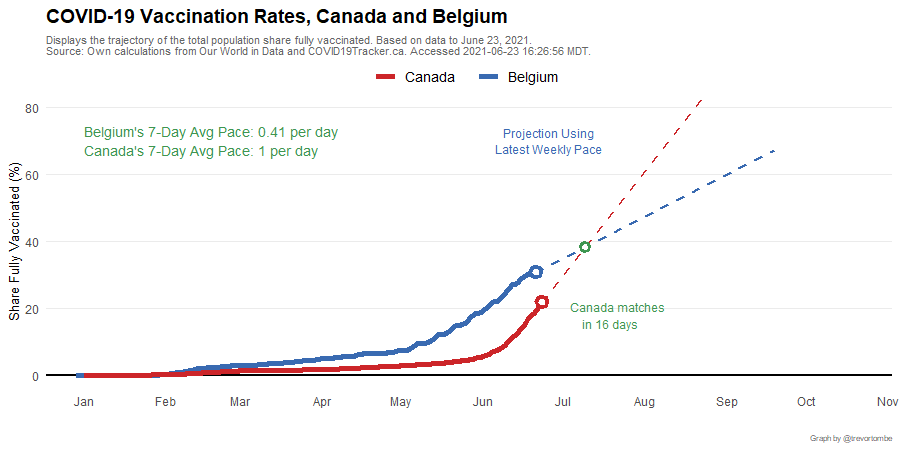 COVID-19 Vaccination Rates, Canada and Belgium
Displays the trajectory of the total population share fully vaccinated. Based on data to June 23, 2021.
Source: Own calculations from Our World in Data and COVID19Tracker.ca. Accessed 2021-06-23 16:26:56 MDT.
Canada Belgium
Share Fully Vaccinated (%)
80
60
40
20
0
Belgium's 7-Day Avg Pace: 0.41 per day
Canada's 7-Day Avg Pace: 1 per day
Projection Using
Latest Weekly Pace
Canada matches
in 16 days
Jan Feb Mar Apr May Jun Jul Aug Sep Oct Nov
Graph by @trevortombe